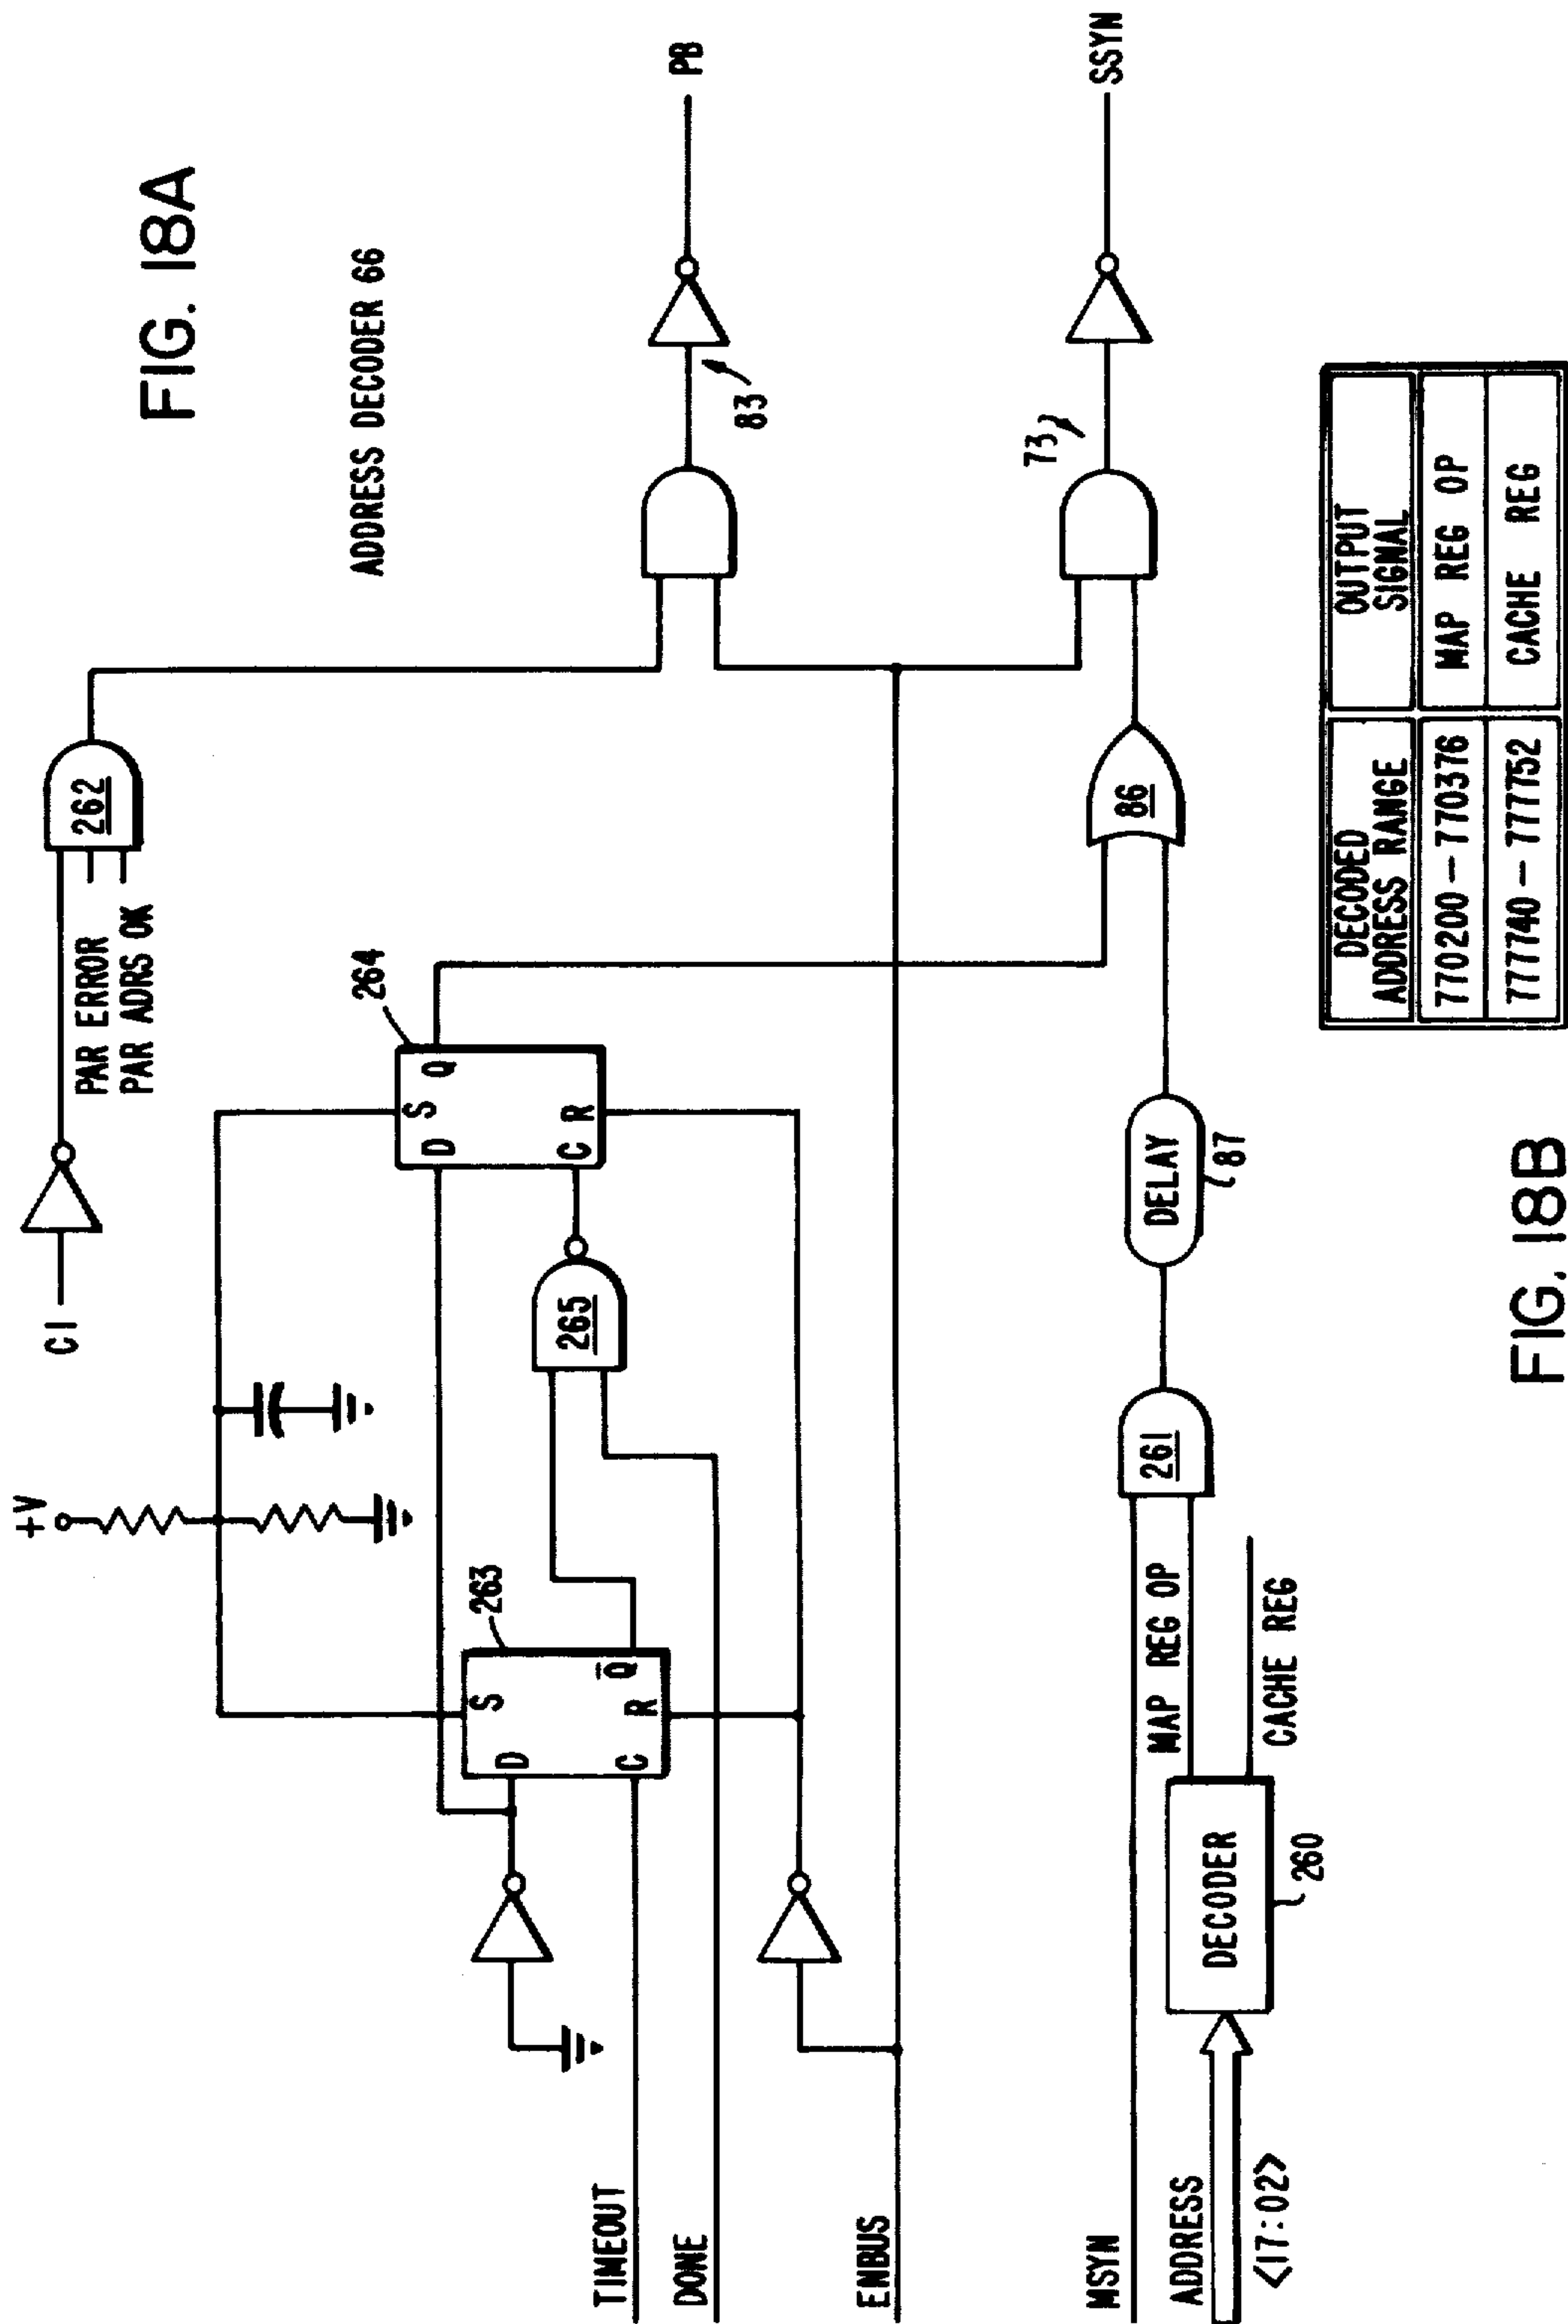 FIG. 18A
ADDRESS DECODER 66
C1
PAR ERROR
PAR ADRS OK
262
+V
263
264
S
D
Q̅
C
R
S
D
Q
C
R
265
PB
83
TIMEOUT
DONE
ENBUS
MSYN
ADDRESS
<17:02>
DECODER
260
MAP REG OP
CACHE REG
261
DELAY
87
86
73
SSYN
FIG. 18B
DECODED
ADDRESS RANGE
OUTPUT
SIGNAL
770200 – 770376
MAP REG OP
777740 – 777752
CACHE REG